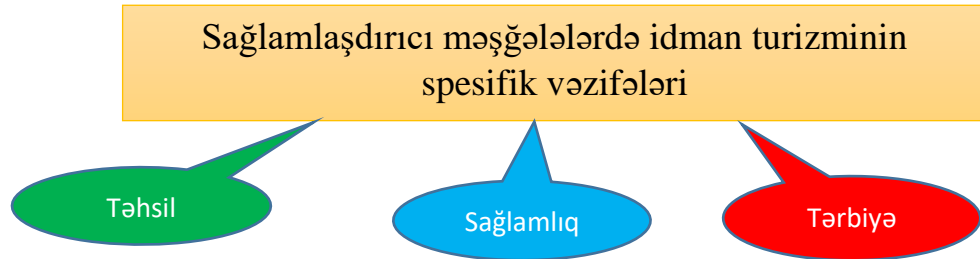 Sağlamlaşdırıcı məşğələlərdə idman turizminin
spesifik vəzifələri
Təhsil
Sağlamlıq
Tərbiyə